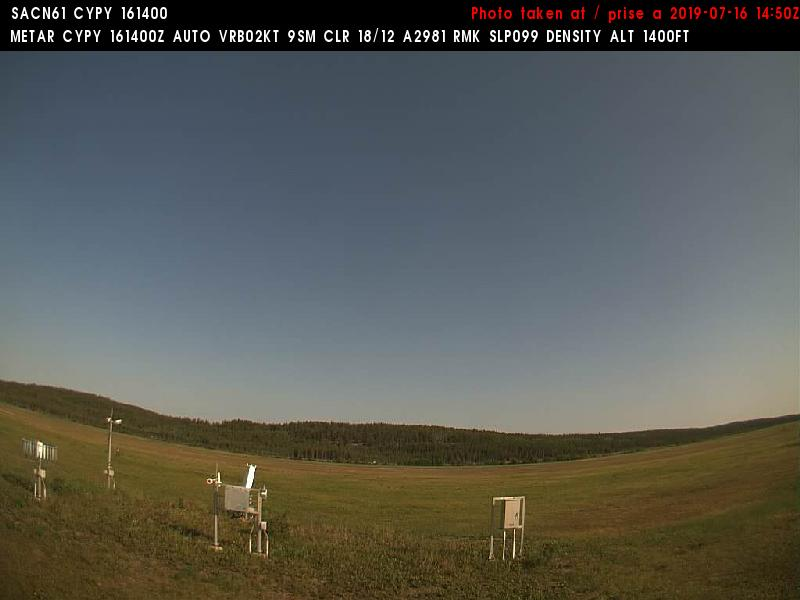 SACN61 CYPY 161400 Photo taken at / prise a 2019-07-16 14:50Z
METAR CYPY 161400Z AUTO VRB02KT 9SM CLR 18/12 A2981 RMK SLP099 DENSITY ALT 1400FT